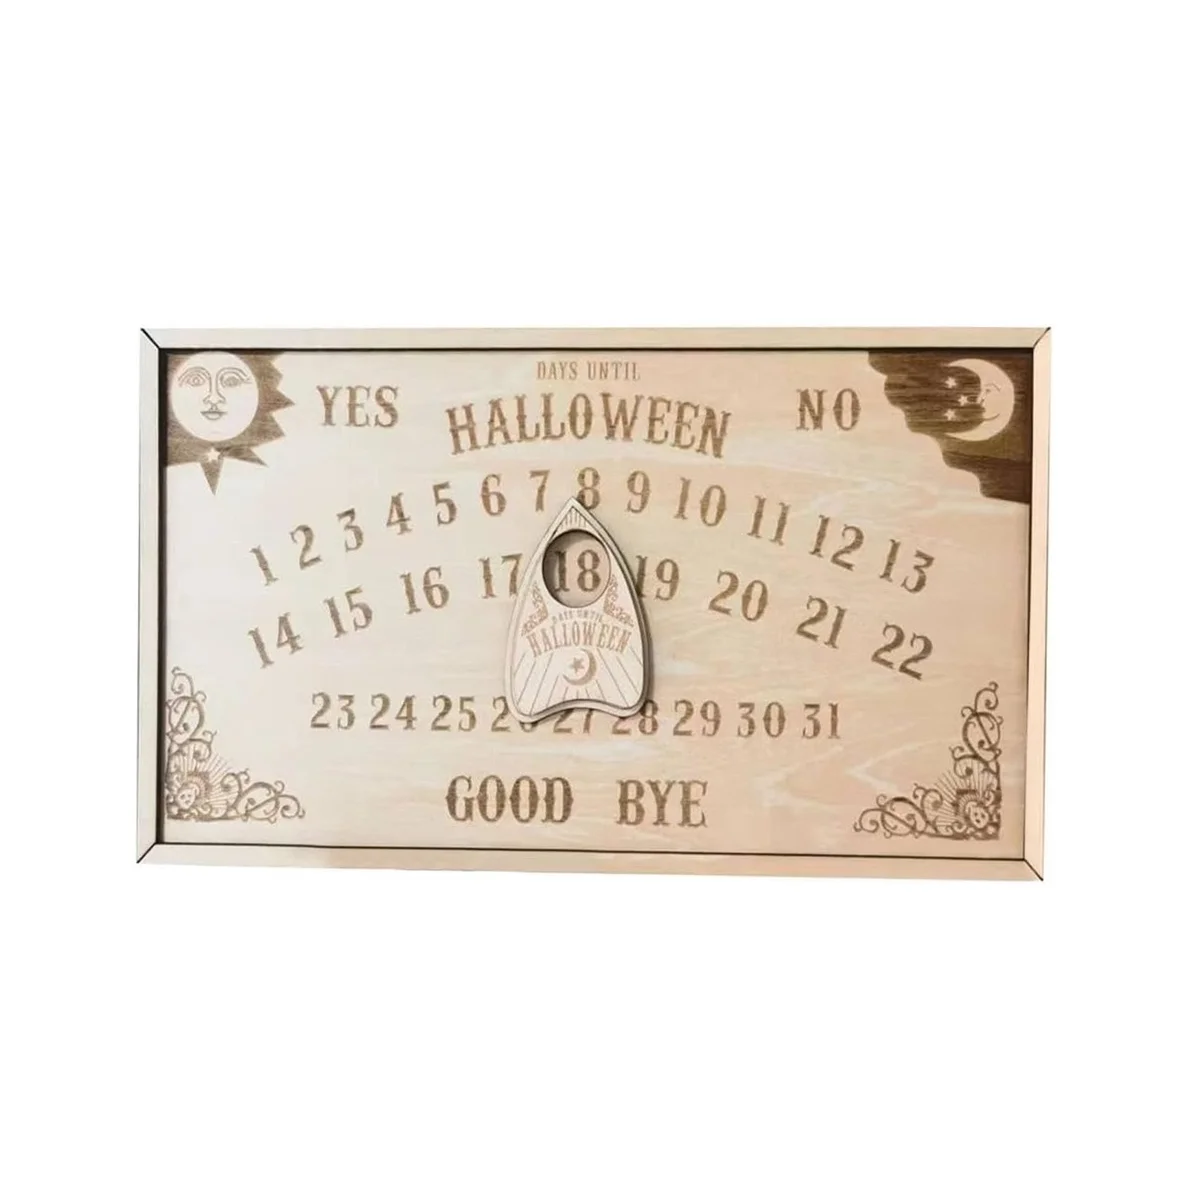 DAYS UNTIL
YES HALLOWEEN NO
1 2 3 4 5 6 7 8 9 10 11 12 13
14 15 16 17 18 19 20 21 22
DAYS UNTIL
HALLOWEEN
23 24 25 26 27 28 29 30 31
GOOD BYE